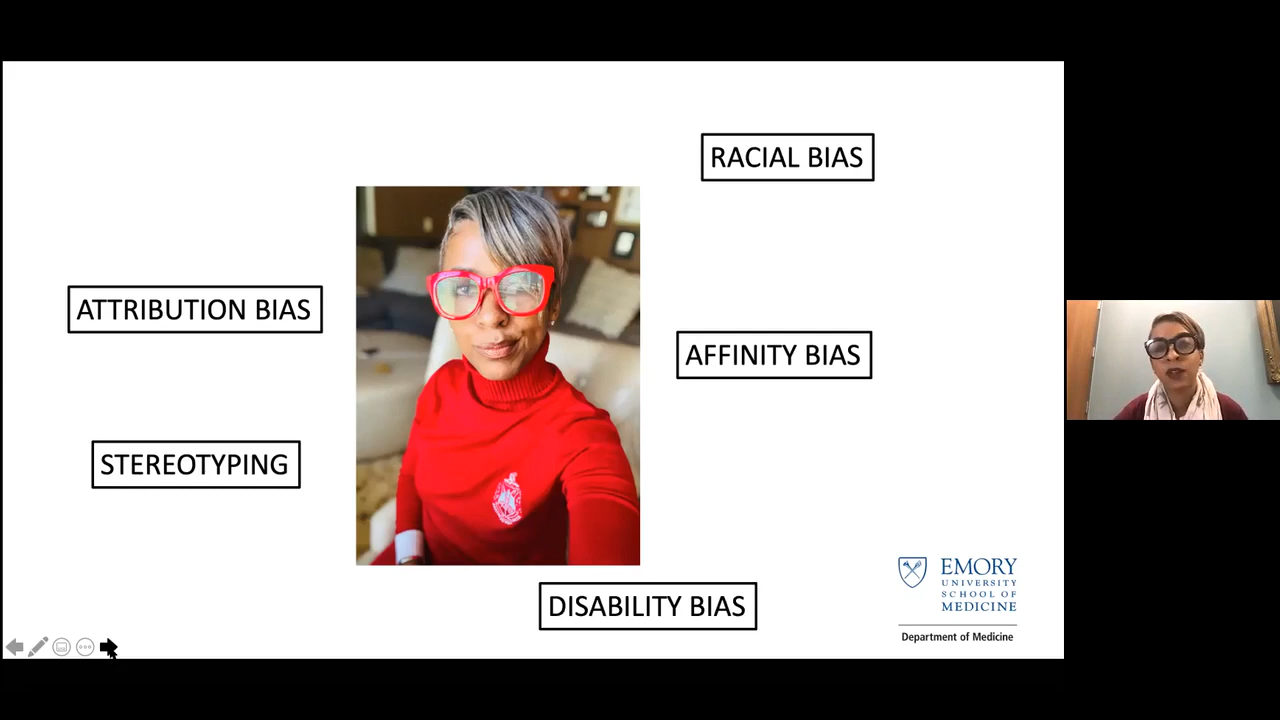 RACIAL BIAS
ATTRIBUTION BIAS
AFFINITY BIAS
STEREOTYPING
DISABILITY BIAS
EMORY
UNIVERSITY
SCHOOL OF
MEDICINE
Department of Medicine